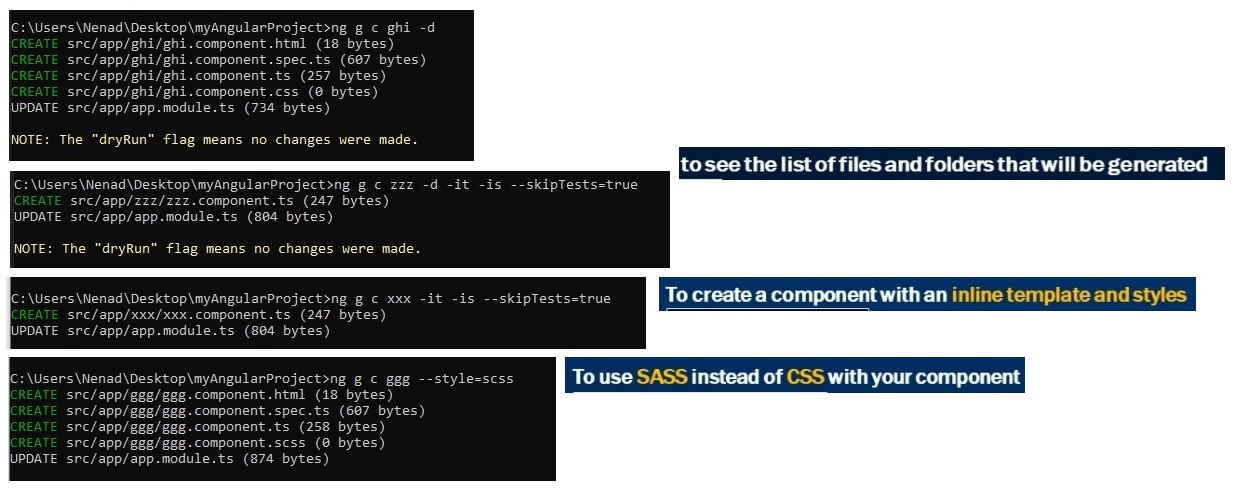 C:\Users\Nenad\Desktop\myAngularProject>ng g c ghi -d
CREATE src/app/ghi/ghi.component.html (18 bytes)
CREATE src/app/ghi/ghi.component.spec.ts (607 bytes)
CREATE src/app/ghi/ghi.component.ts (257 bytes)
CREATE src/app/ghi/ghi.component.css (0 bytes)
UPDATE src/app/app.module.ts (734 bytes)
NOTE: The "dryRun" flag means no changes were made.
to see the list of files and folders that will be generated
C:\Users\Nenad\Desktop\myAngularProject>ng g c zzz -d -it -is --skipTests=true
CREATE src/app/zzz/zzz.component.ts (247 bytes)
UPDATE src/app/app.module.ts (804 bytes)
NOTE: The "dryRun" flag means no changes were made.
C:\Users\Nenad\Desktop\myAngularProject>ng g c xxx -it -is --skipTests=true
CREATE src/app/xxx/xxx.component.ts (247 bytes)
UPDATE src/app/app.module.ts (804 bytes)
To create a component with an inline template and styles
C:\Users\Nenad\Desktop\myAngularProject>ng g c ggg --style=scss
CREATE src/app/ggg/ggg.component.html (18 bytes)
CREATE src/app/ggg/ggg.component.spec.ts (607 bytes)
CREATE src/app/ggg/ggg.component.ts (258 bytes)
CREATE src/app/ggg/ggg.component.scss (0 bytes)
UPDATE src/app/app.module.ts (874 bytes)
To use SASS instead of CSS with your component